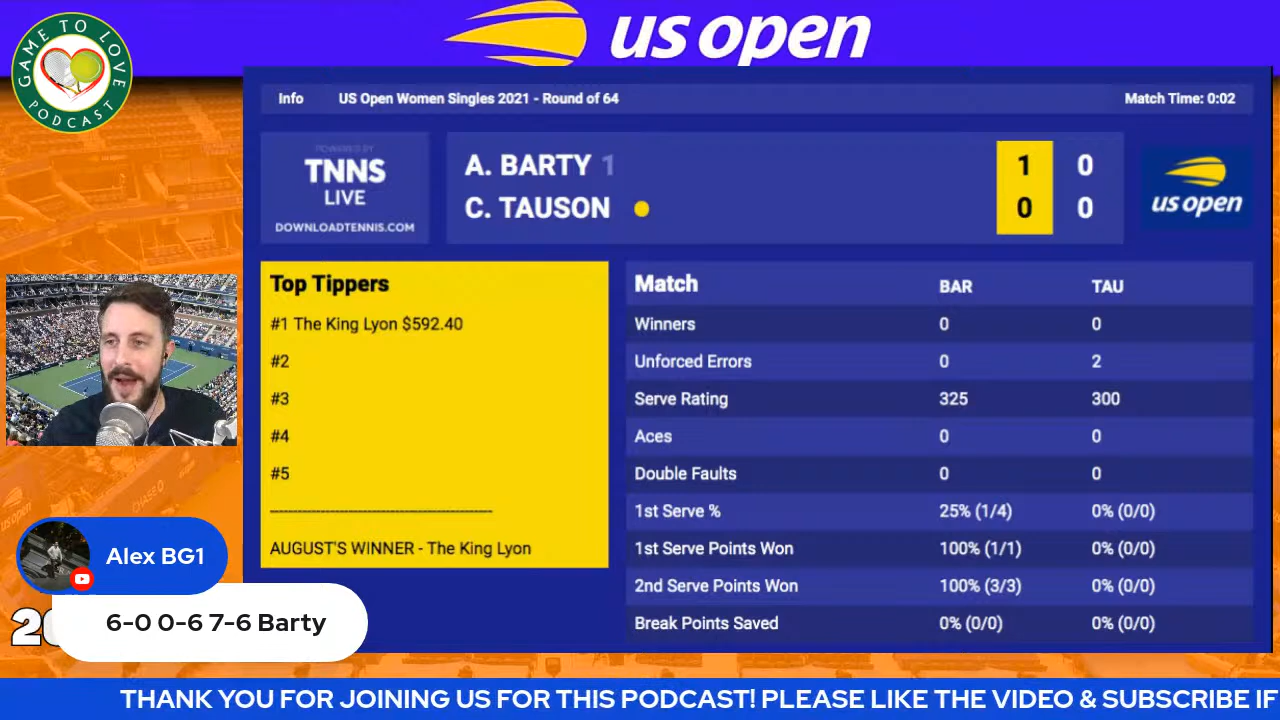 GAME TO LOVE
PODCAST
us open
Info US Open Women Singles 2021 - Round of 64 Match Time: 0:02
POWERED BY
TNNS
LIVE
DOWNLOADTENNIS.COM
A. BARTY 1 1 0
C. TAUSON 0 0
us open
Top Tippers
#1 The King Lyon $592.40
#2
#3
#4
#5
----------------------------------------------
AUGUST'S WINNER - The King Lyon
Match BAR TAU
Winners 0 0
Unforced Errors 0 2
Serve Rating 325 300
Aces 0 0
Double Faults 0 0
1st Serve % 25% (1/4) 0% (0/0)
1st Serve Points Won 100% (1/1) 0% (0/0)
2nd Serve Points Won 100% (3/3) 0% (0/0)
Break Points Saved 0% (0/0) 0% (0/0)
Alex BG1
6-0 0-6 7-6 Barty
THANK YOU FOR JOINING US FOR THIS PODCAST! PLEASE LIKE THE VIDEO & SUBSCRIBE IF